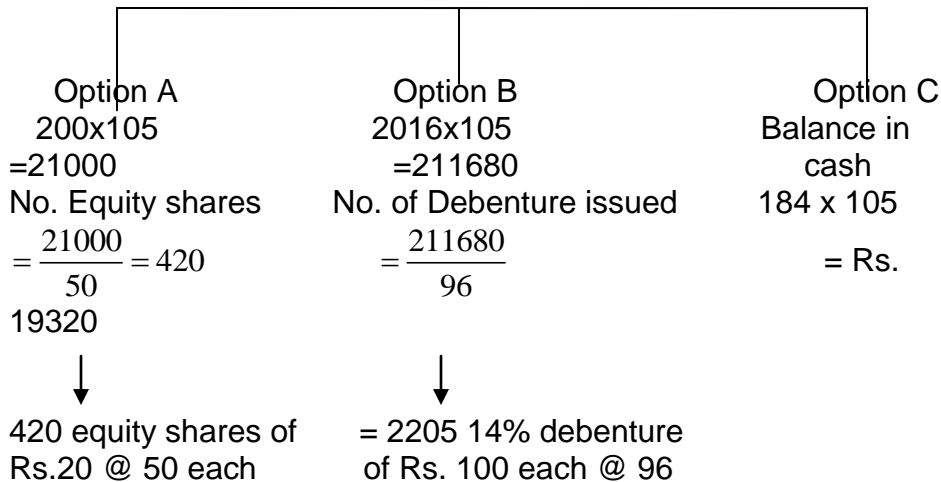 Option A Option B Option C
200x105 2016x105 Balance in
=21000 =211680 cash
No. Equity shares No. of Debenture issued 184 x 105
= 21000/50 = 420 = 211680/96 = Rs.
19320
420 equity shares of = 2205 14% debenture
Rs.20 @ 50 each of Rs. 100 each @ 96